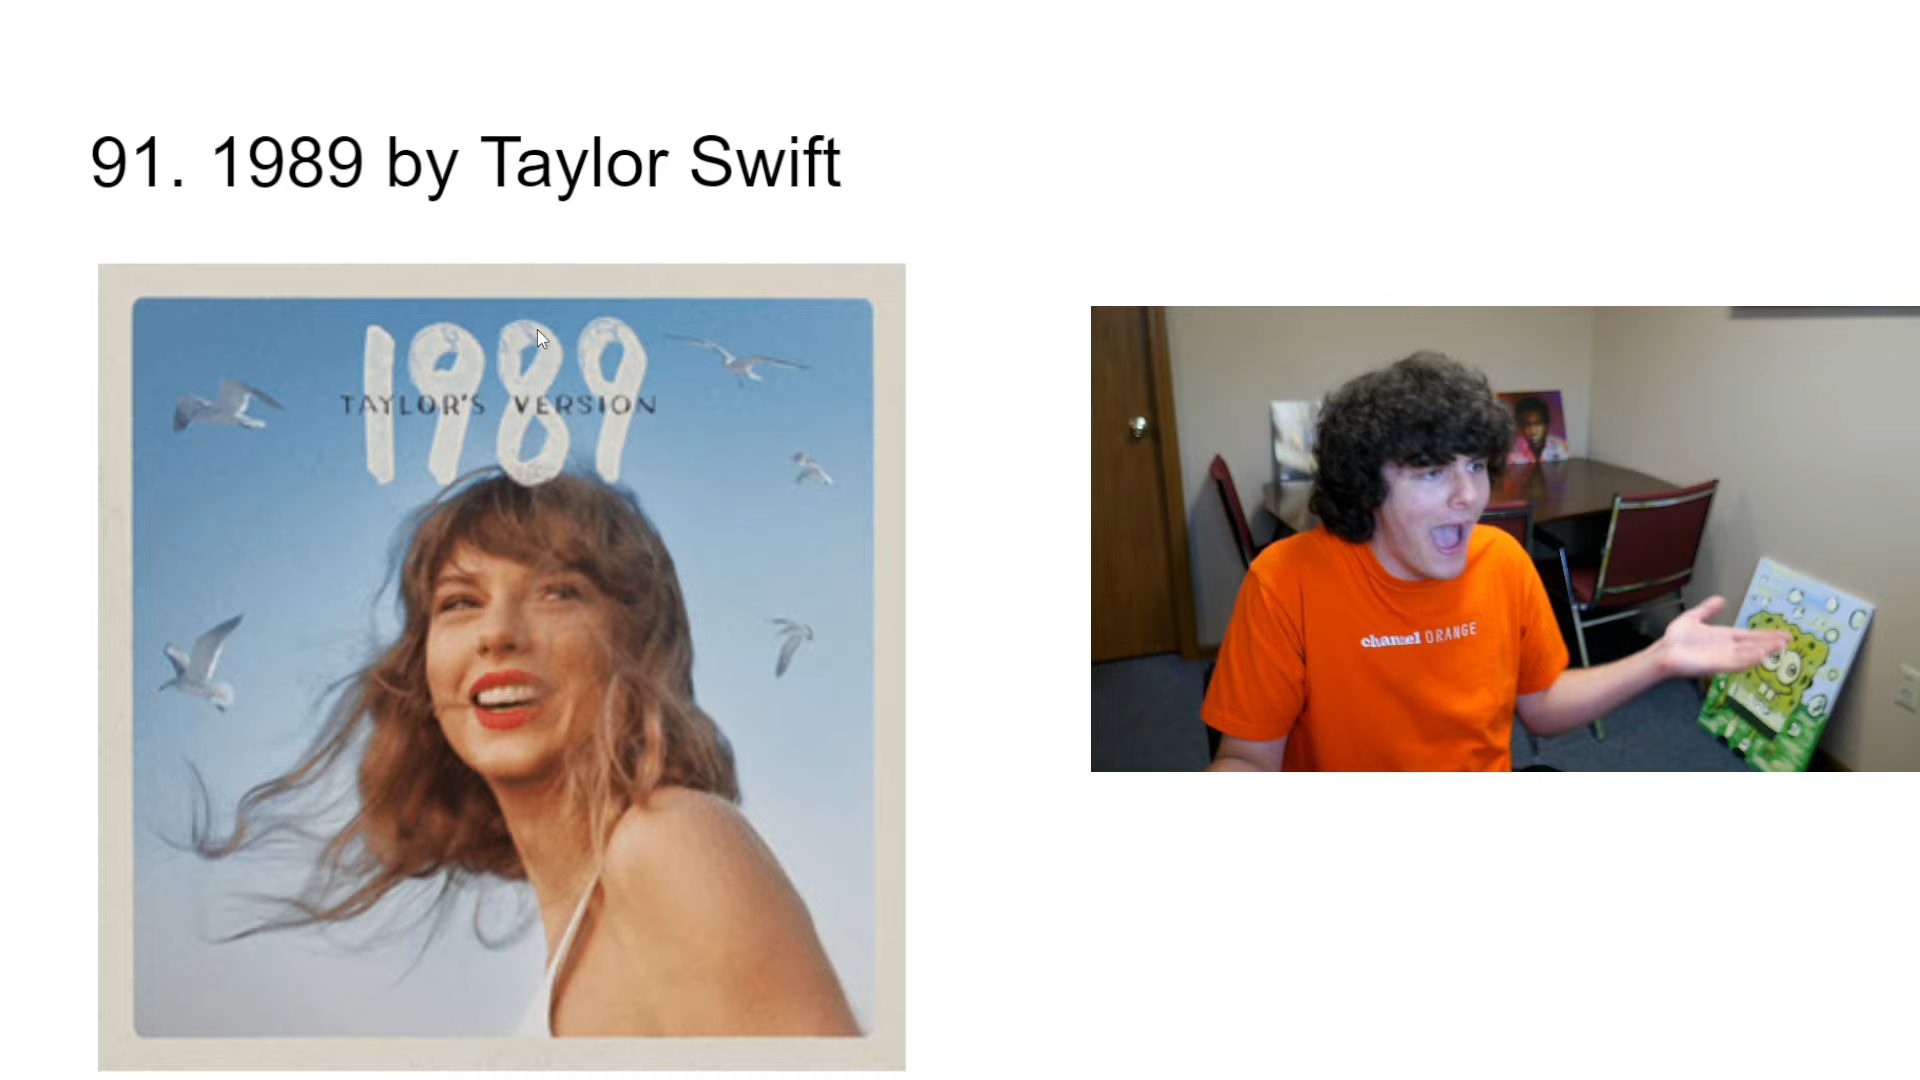 91. 1989 by Taylor Swift
1989
TAYLOR'S VERSION
channel ORANGE